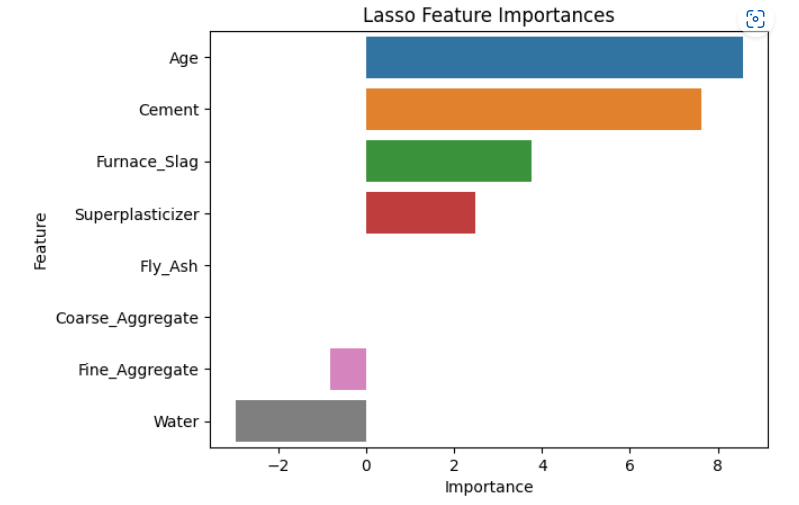 Lasso Feature Importances
Age
Cement
Furnace_Slag
Superplasticizer
Fly_Ash
Coarse_Aggregate
Fine_Aggregate
Water
Feature
−2
0
2
4
6
8
Importance